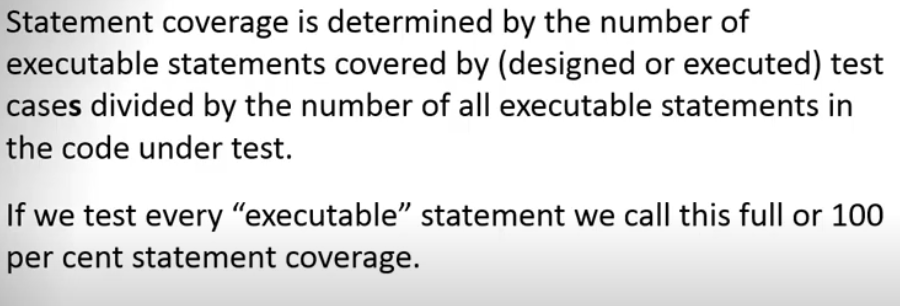 Statement coverage is determined by the number of
executable statements covered by (designed or executed) test
cases divided by the number of all executable statements in
the code under test.
If we test every “executable” statement we call this full or 100
per cent statement coverage.